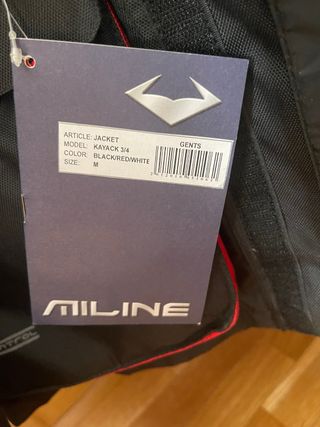 ARTICLE: JACKET
MODEL: KAYACK 3/4
COLOR: BLACK/RED/WHITE
SIZE: M
GENTS
MILINE